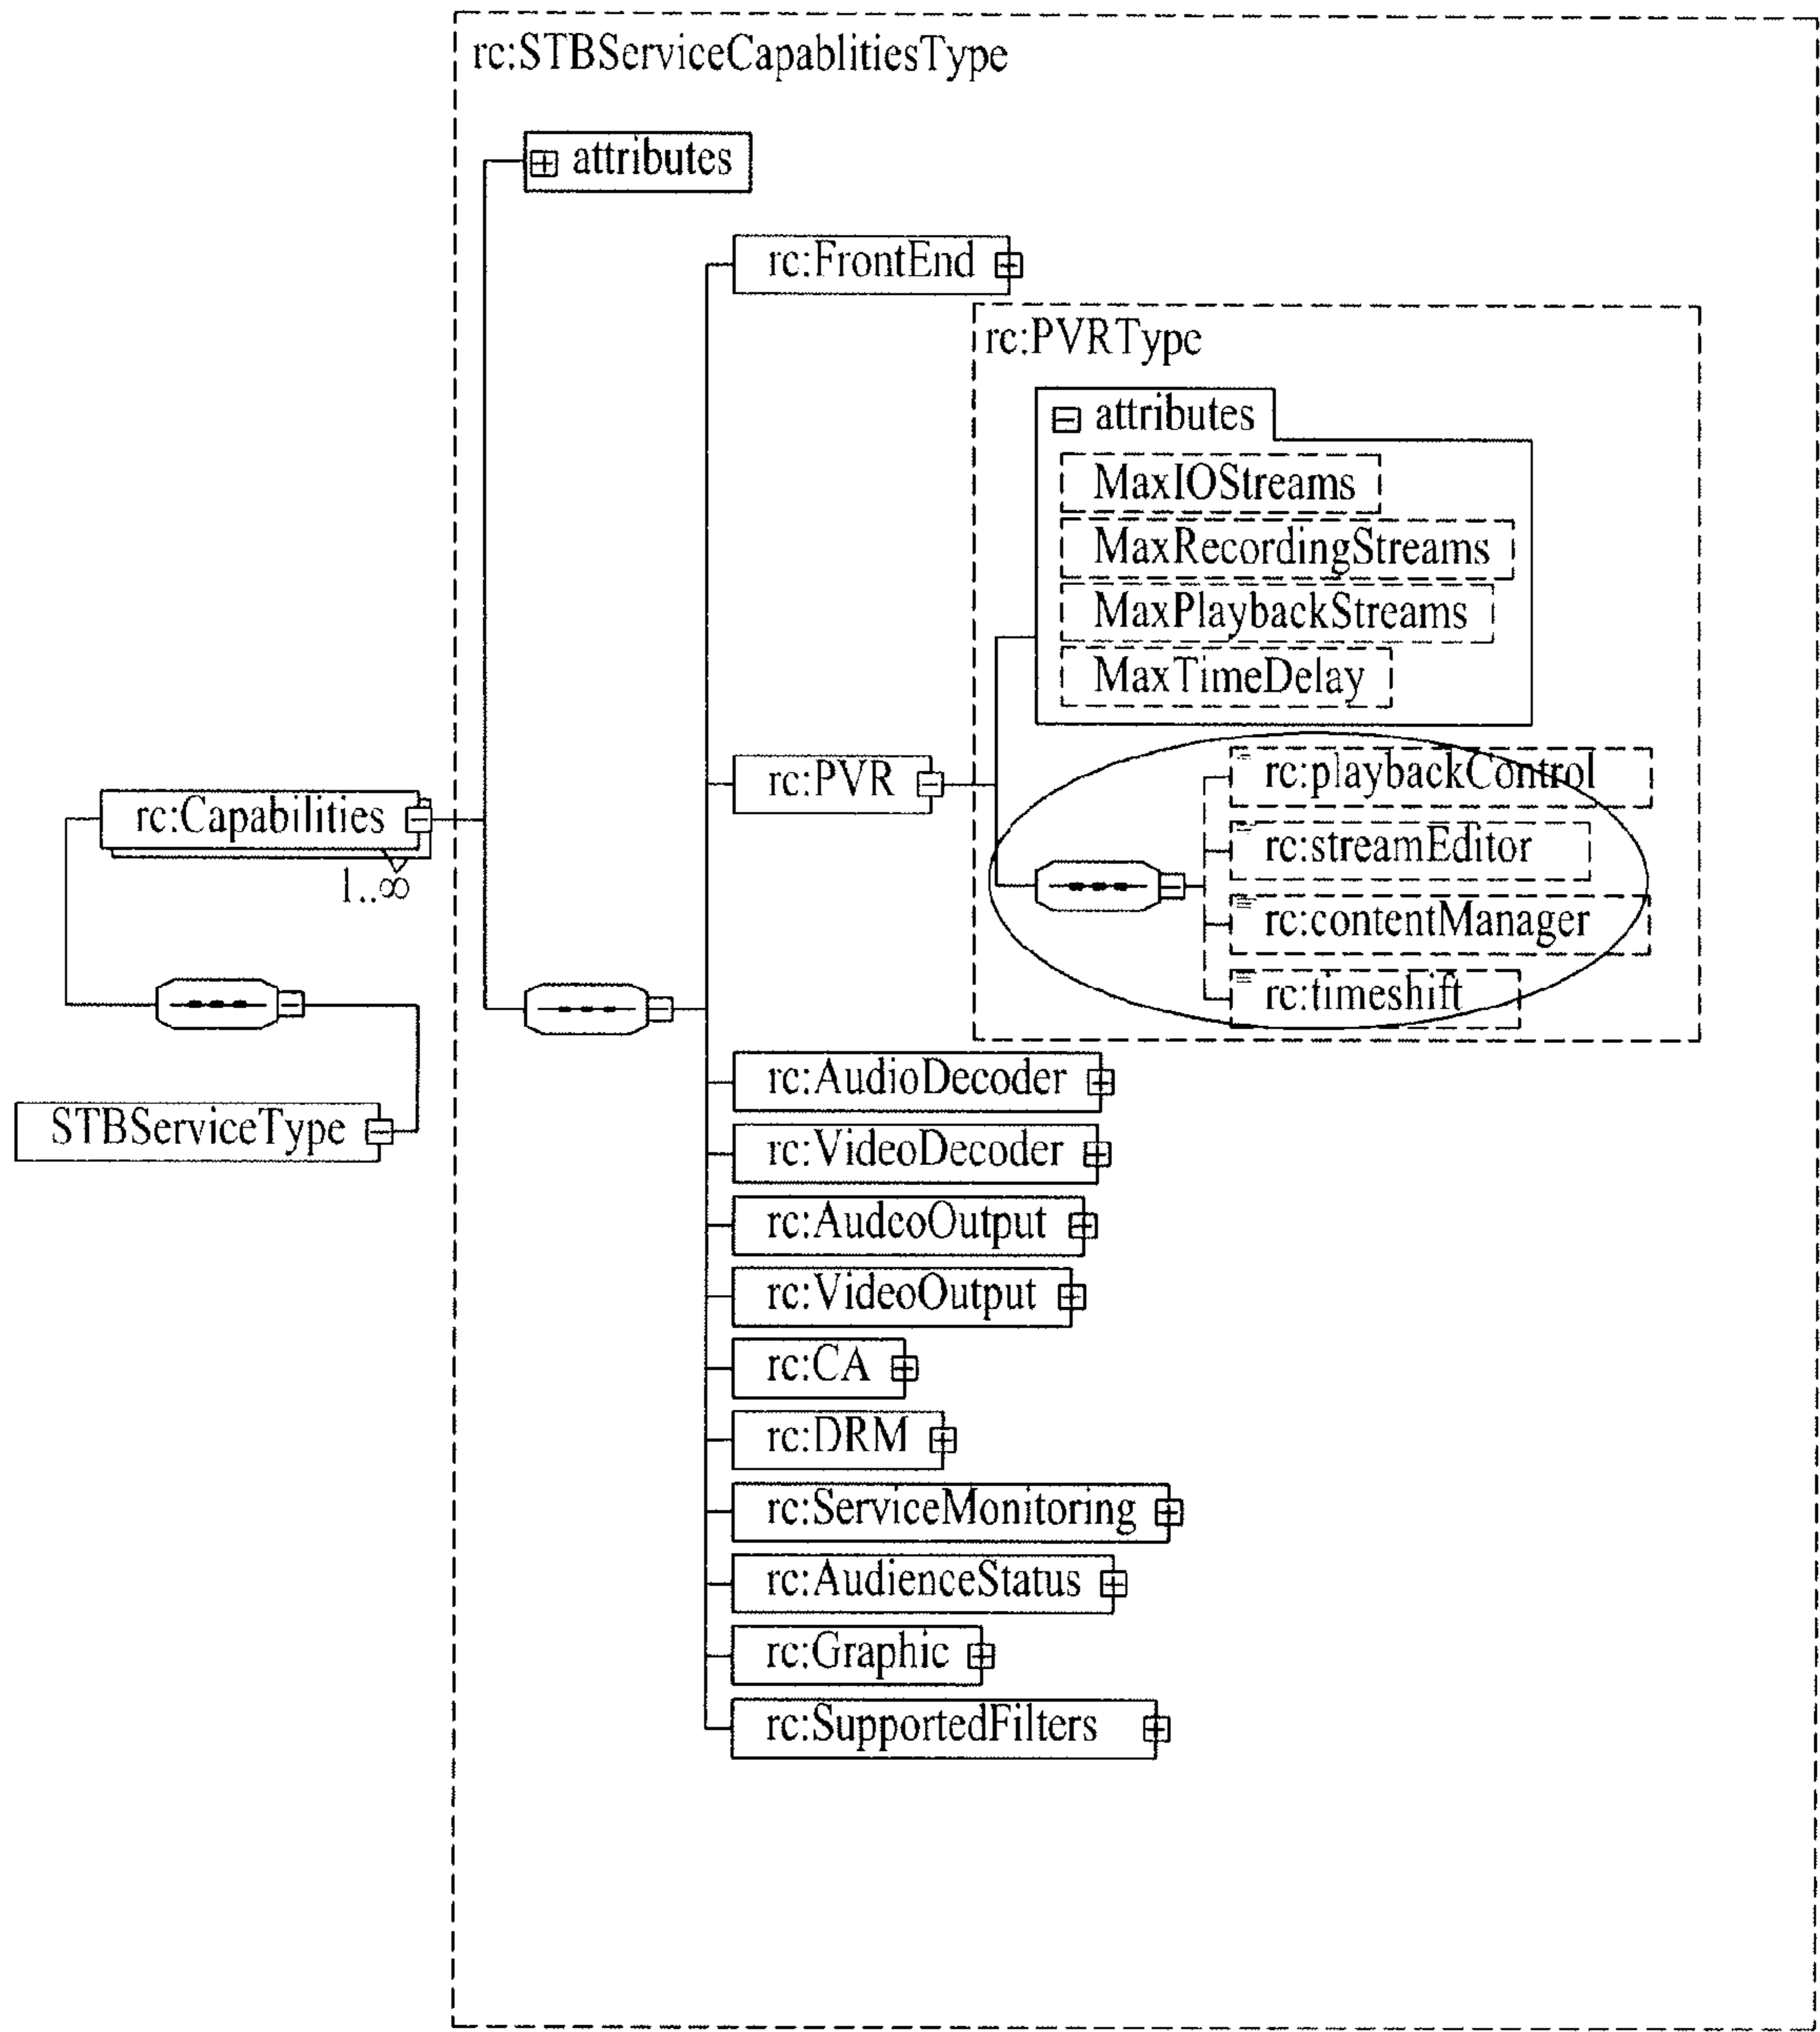 rc:STBServiceCapablitiesType
attributes
rc:FrontEnd
rc:PVRType
attributes
MaxIOStreams
MaxRecordingStreams
MaxPlaybackStreams
MaxTimeDelay
rc:PVR
rc:playbackControl
rc:streamEditor
rc:contentManager
rc:timeshift
rc:Capabilities
1..∞
STBServiceType
rc:AudioDecoder
rc:VideoDecoder
rc:AudcoOutput
rc:VideoOutput
rc:CA
rc:DRM
rc:ServiceMonitoring
rc:AudienceStatus
rc:Graphic
rc:SupportedFilters